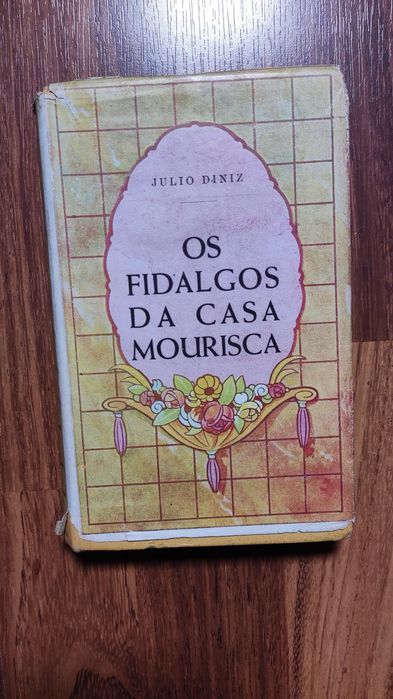 JULIO DINIZ
OS
FIDALGOS
DA CASA
MOURISCA